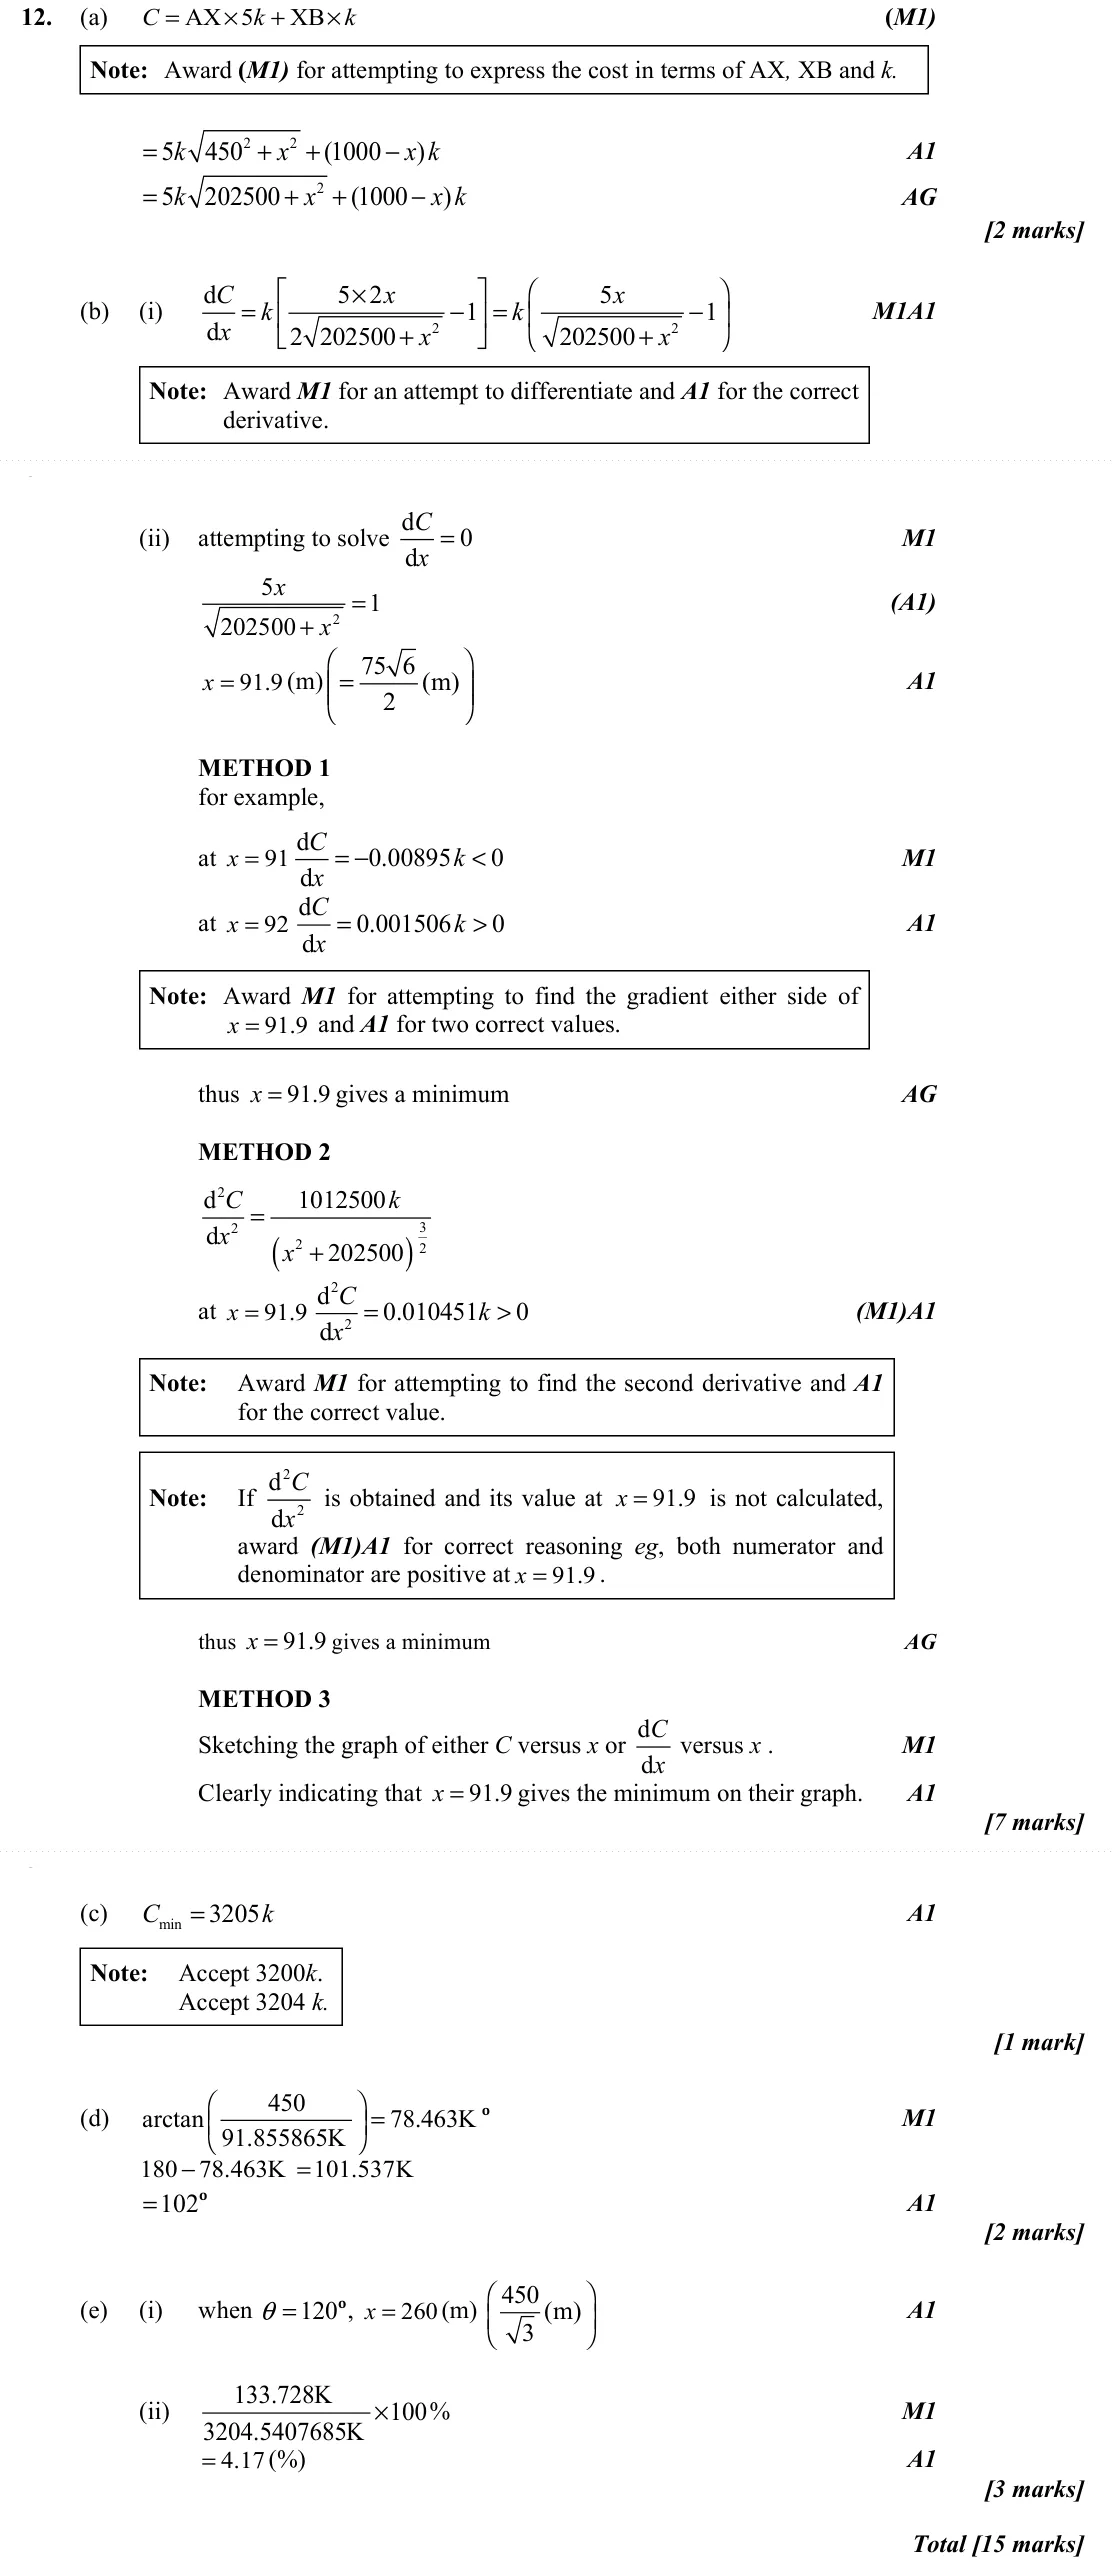 12. (a) C = AX×5k + XB×k (M1)
Note: Award (M1) for attempting to express the cost in terms of AX, XB and k.
= 5k√(450² + x²) + (1000 − x)k A1
= 5k√(202500 + x²) + (1000 − x)k AG
[2 marks]
(b) (i) dC/dx = k[(5×2x)/(2√(202500 + x²)) − 1] = k(5x/√(202500 + x²) − 1) M1A1
Note: Award M1 for an attempt to differentiate and A1 for the correct
derivative.
(ii) attempting to solve dC/dx = 0 M1
5x/√(202500 + x²) = 1 (A1)
x = 91.9 (m) (= 75√6/2 (m)) A1
METHOD 1
for example,
at x = 91 dC/dx = −0.00895k < 0 M1
at x = 92 dC/dx = 0.001506k > 0 A1
Note: Award M1 for attempting to find the gradient either side of
x = 91.9 and A1 for two correct values.
thus x = 91.9 gives a minimum AG
METHOD 2
d²C/dx² = 1012500k/(x² + 202500)^(3/2)
at x = 91.9 d²C/dx² = 0.010451k > 0 (M1)A1
Note: Award M1 for attempting to find the second derivative and A1
for the correct value.
Note: If d²C/dx² is obtained and its value at x = 91.9 is not calculated,
award (M1)A1 for correct reasoning eg, both numerator and
denominator are positive at x = 91.9.
thus x = 91.9 gives a minimum AG
METHOD 3
Sketching the graph of either C versus x or dC/dx versus x . M1
Clearly indicating that x = 91.9 gives the minimum on their graph. A1
[7 marks]
(c) Cmin = 3205k A1
Note: Accept 3200k.
Accept 3204 k.
[1 mark]
(d) arctan(450/91.855865K) = 78.463K º M1
180 − 78.463K = 101.537K
= 102º A1
[2 marks]
(e) (i) when θ = 120º, x = 260 (m) (450/√3 (m)) A1
(ii) 133.728K/3204.5407685K ×100% M1
= 4.17 (%) A1
[3 marks]
Total [15 marks]